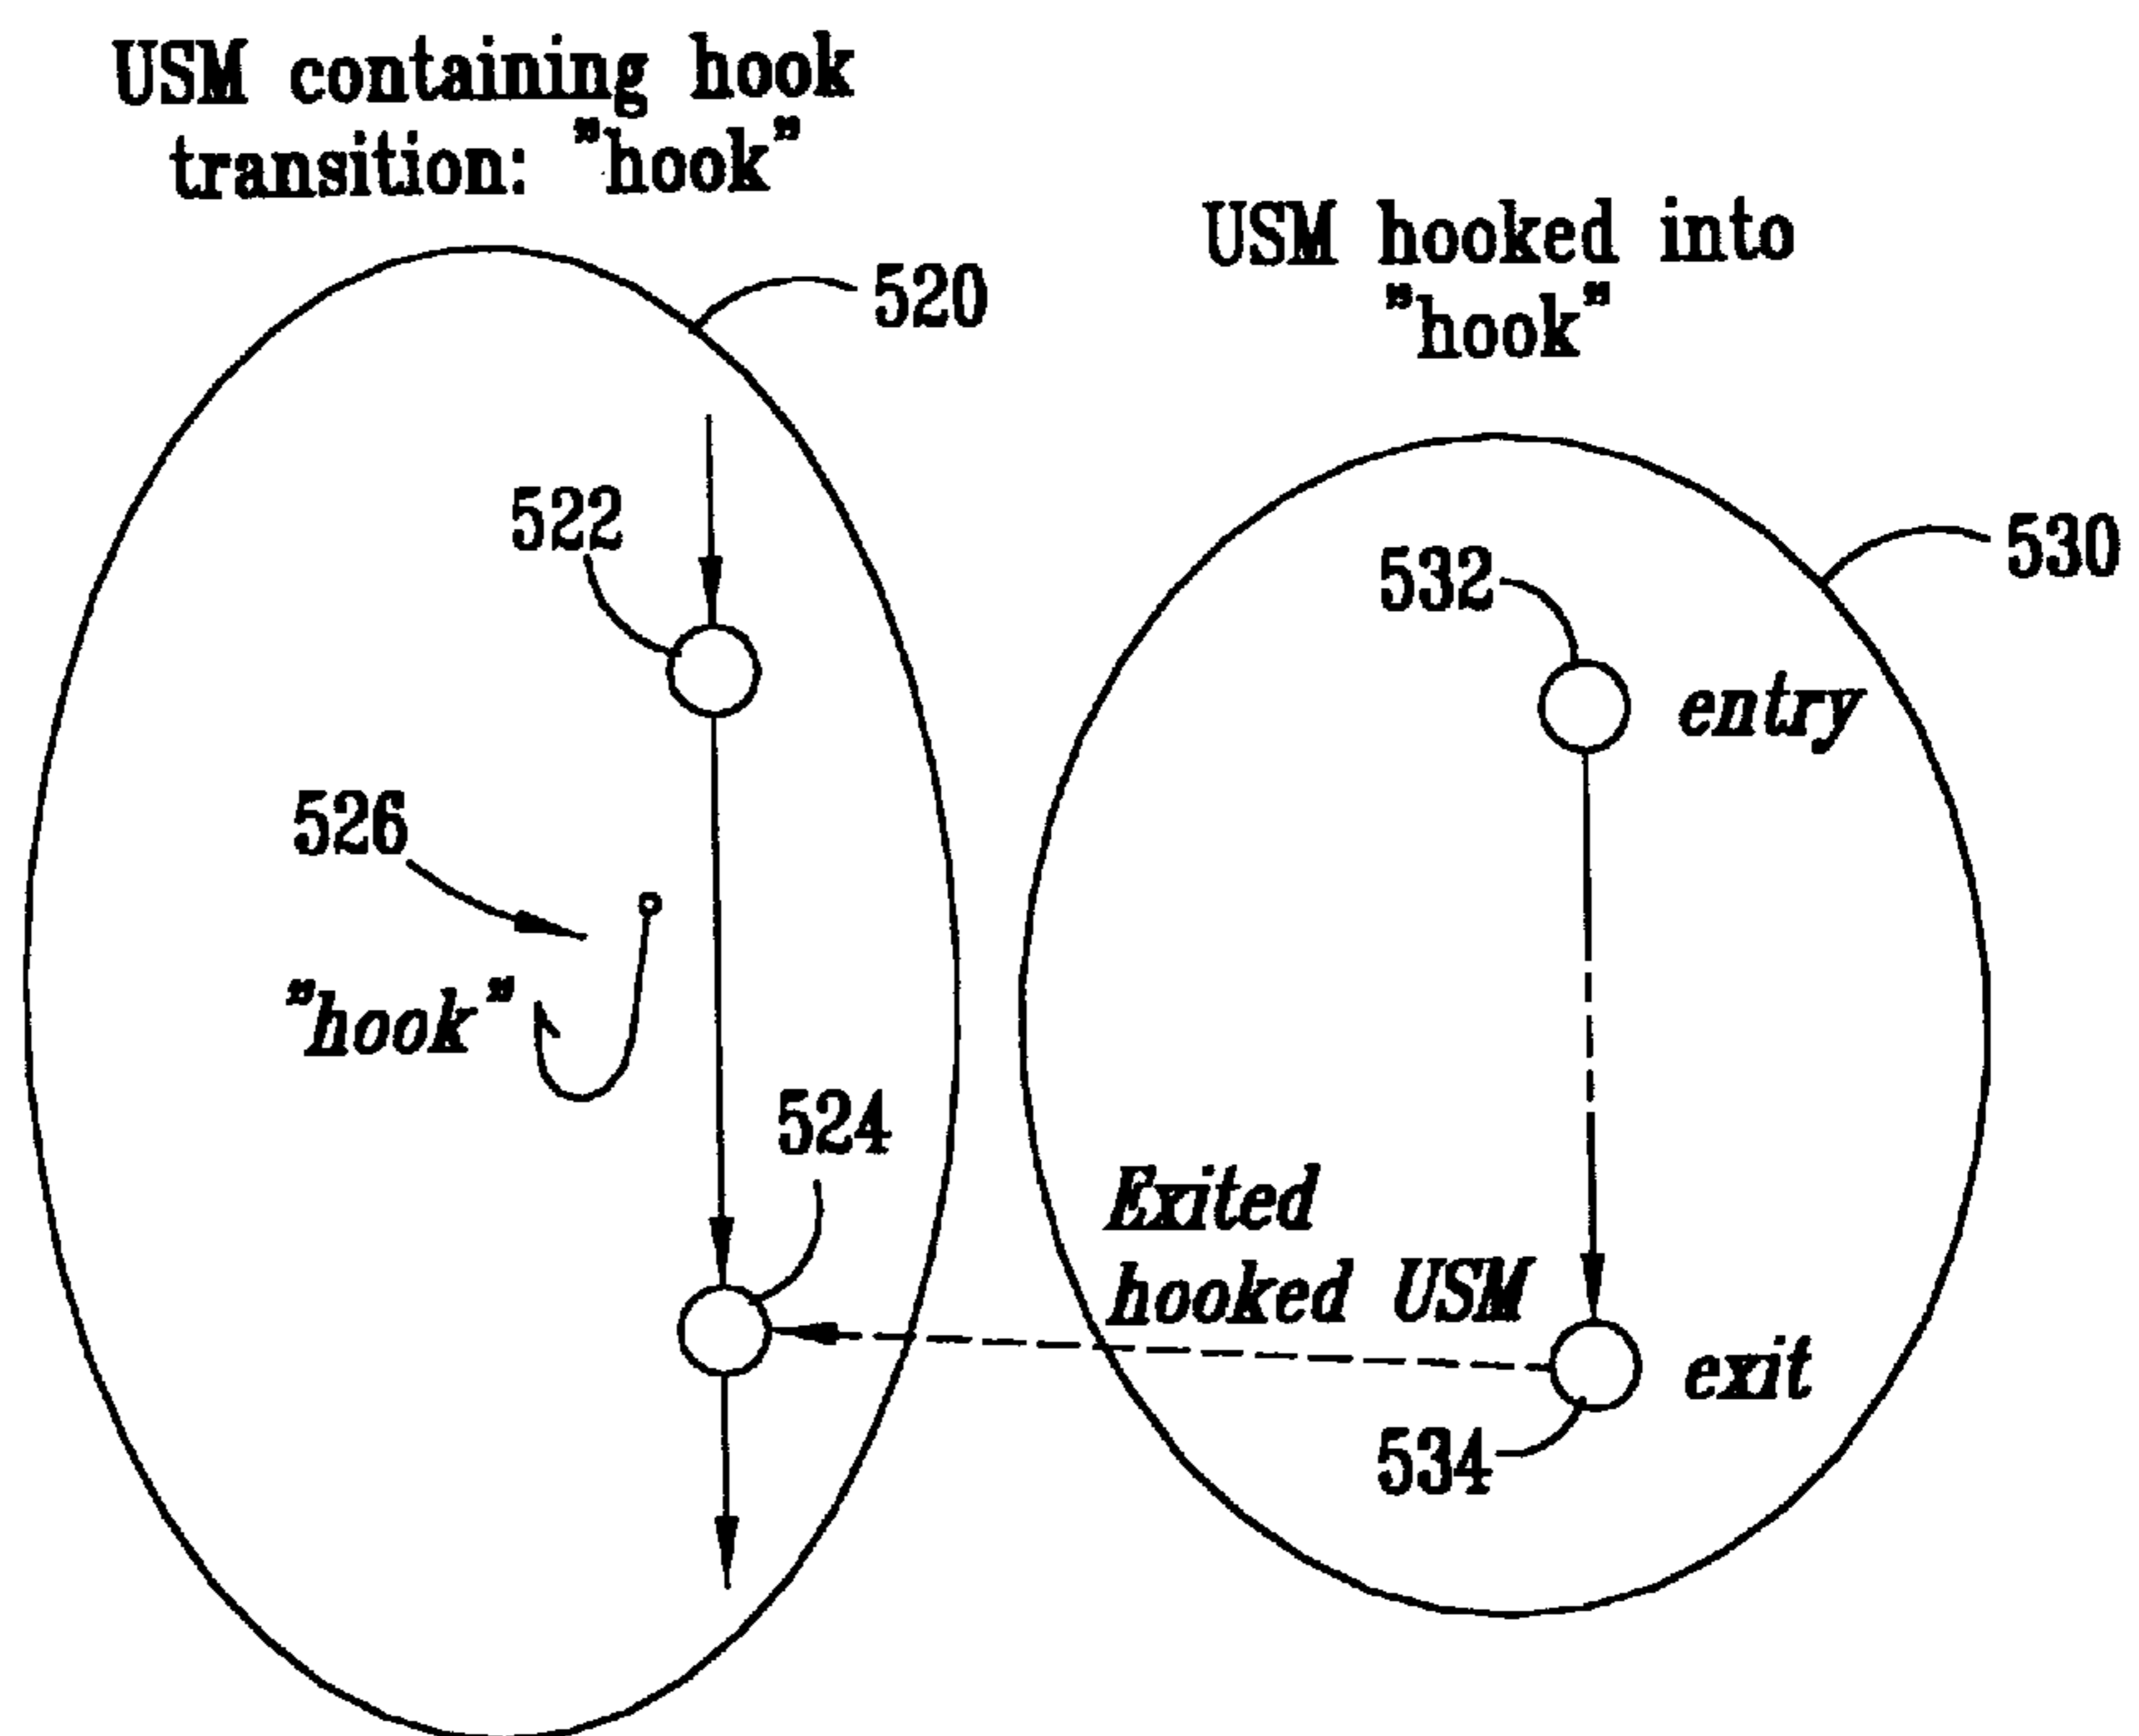 USM containing hook
transition: "hook"
USM hooked into
"hook"
520
522
532
530
entry
526
"hook"
524
Exited
hooked USM
exit
534